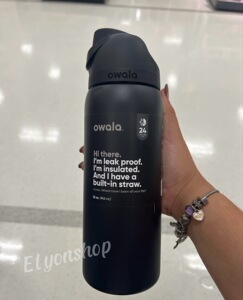 owala
owala
24
Hi there.
I'm leak proof.
I'm insulated.
And I have a
built-in straw.
Elyonshop